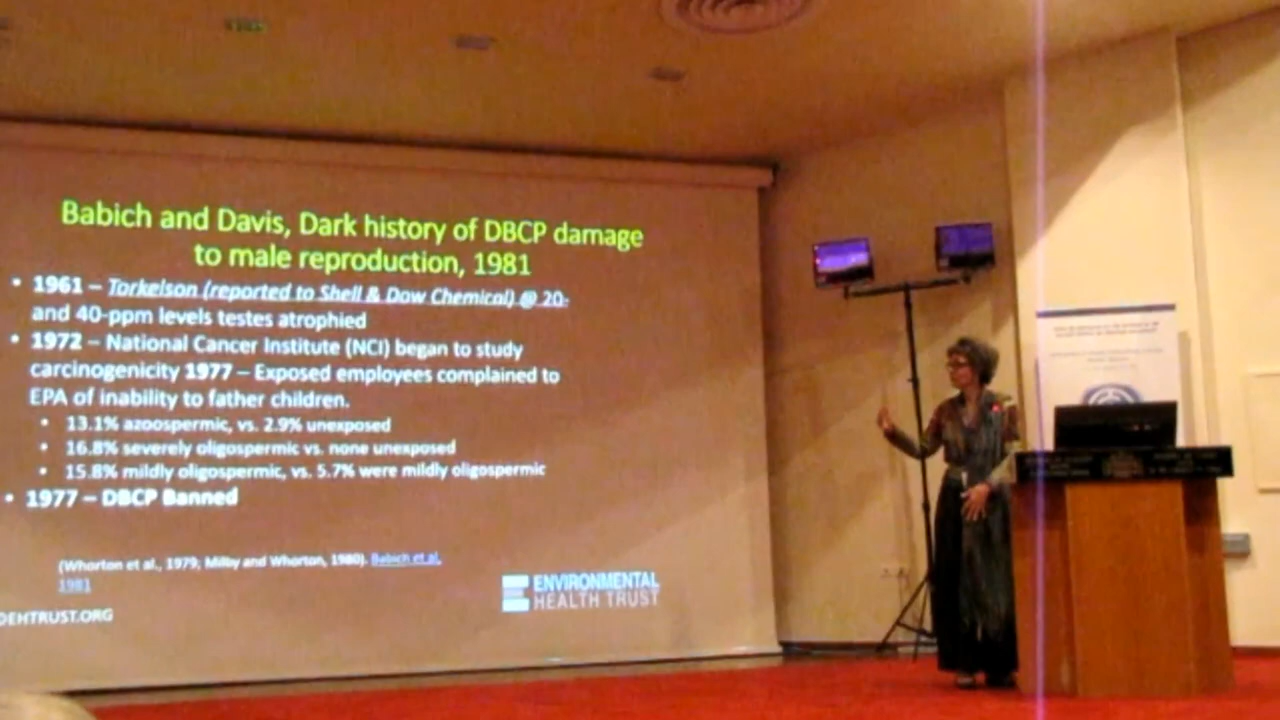 Babich and Davis, Dark history of DBCP damage
to male reproduction, 1981
• 1961 – Torkelson (reported to Shell & Dow Chemical) @ 20-
and 40-ppm levels testes atrophied
• 1972 – National Cancer Institute (NCI) began to study
carcinogenicity 1977 – Exposed employees complained to
EPA of inability to father children.
• 13.1% azoospermic, vs. 2.9% unexposed
• 16.8% severely oligospermic vs. none unexposed
• 15.8% mildly oligospermic, vs. 5.7% were mildly oligospermic
• 1977 – DBCP Banned
(Whorton et al., 1979; Milby and Whorton, 1980). Babich et al,
1981
EHTRUST.ORG
ENVIRONMENTAL
HEALTH TRUST